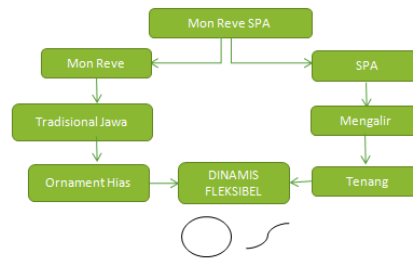 Mon Reve SPA
Mon Reve
SPA
Tradisional Jawa
Mengalir
Ornament Hias
DINAMIS
FLEKSIBEL
Tenang